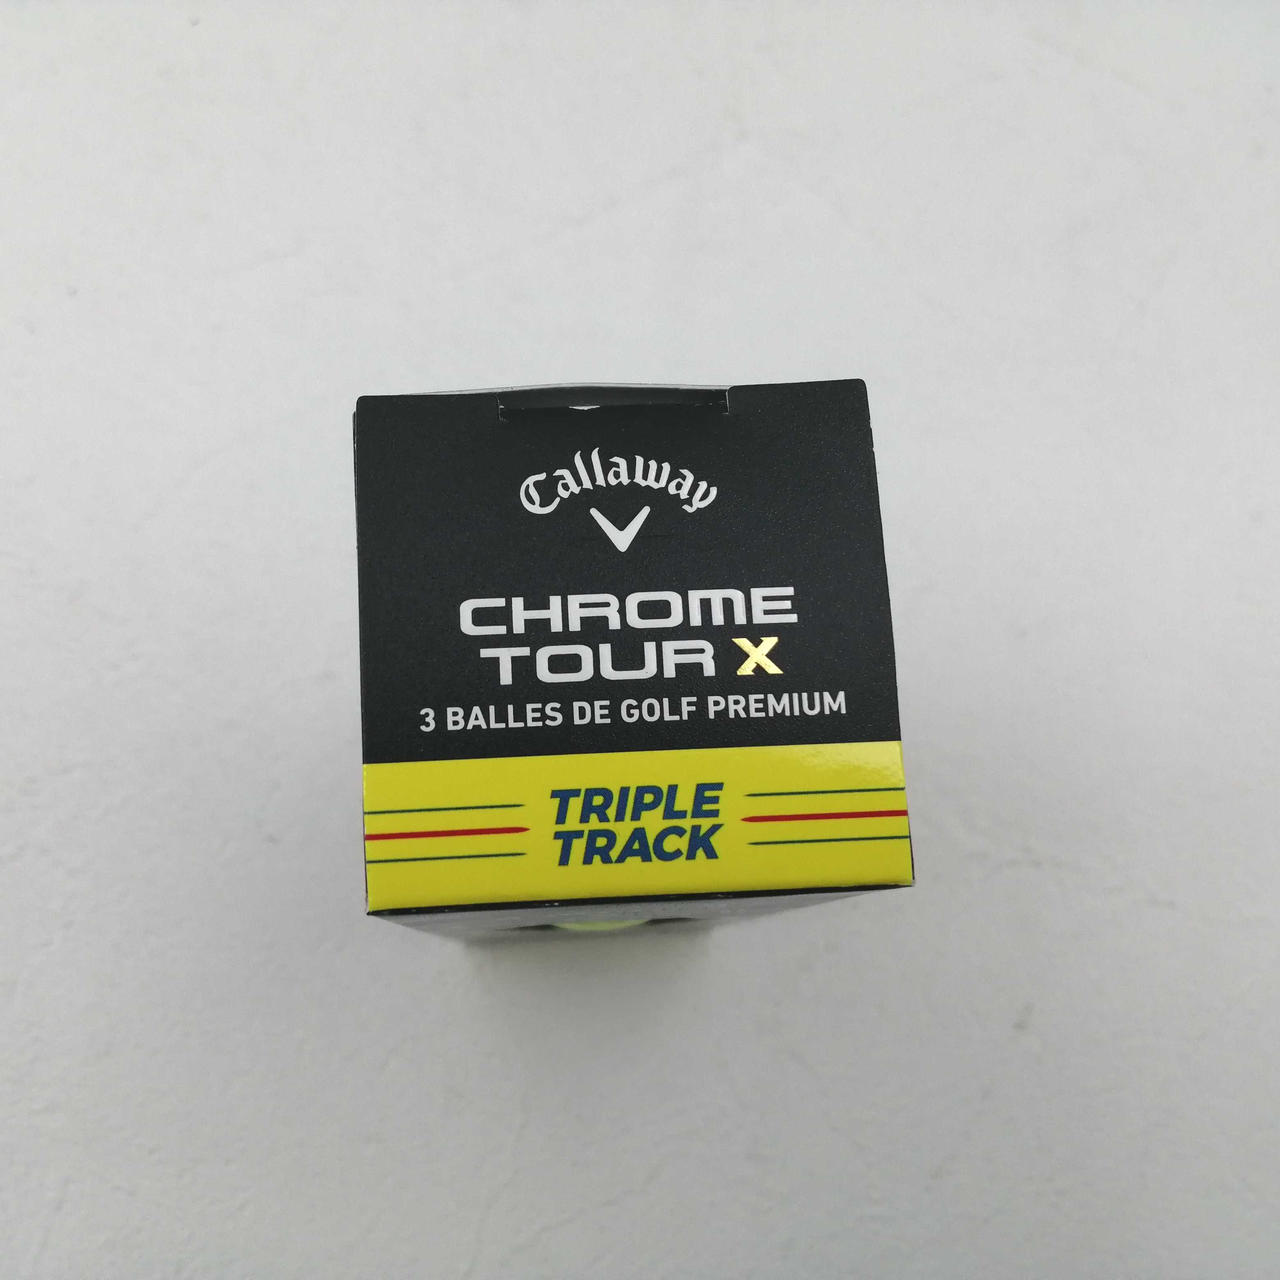 Callaway
CHROME
TOUR X
3 BALLES DE GOLF PREMIUM
TRIPLE
TRACK